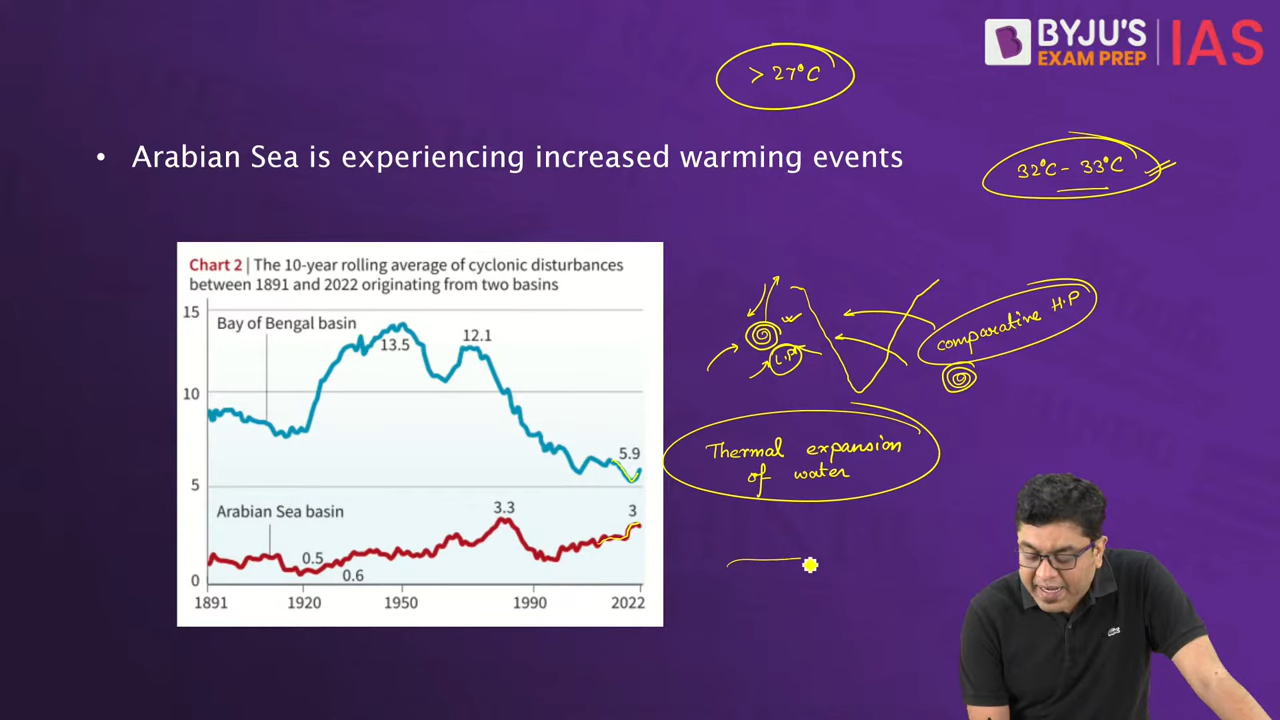 BYJU'S
EXAM PREP
IAS
> 27°C
• Arabian Sea is experiencing increased warming events
32°C - 33°C
Chart 2 | The 10-year rolling average of cyclonic disturbances
between 1891 and 2022 originating from two basins
15
Bay of Bengal basin
13.5
12.1
10
5.9
5
Arabian Sea basin
0.5
0.6
3.3
3
0
1891
1920
1950
1990
2022
L.P
comparative H.P
Thermal expansion
of water